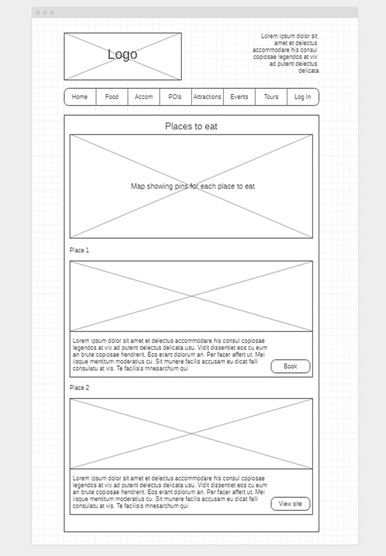 Logo
Lorem ipsum dolor sit
amet et delectus
accommodare his consul
copiosae legendos at vix
ad putent delectus
delicata
Home Food Accom POIs Attractions Events Tours Log In
Places to eat
Map showing pins for each place to eat
Place 1
Lorem ipsum dolor sit amet et delectus accommodare his consul copiosae
legendos at vix ad putent delectus delicata usu. Vidit dissentiet eos cu eum
an brute copiosae hendrerit. Eos erant dolorum an. Per facer affert ut. Mei
iisque mentitum moderatius cu. Sit munere facilis accusam eu dicat falli
consulatu at vis. Te facilisis mnesarchum qui
Book
Place 2
Lorem ipsum dolor sit amet et delectus accommodare his consul copiosae
legendos at vix ad putent delectus delicata usu. Vidit dissentiet eos cu eum
an brute copiosae hendrerit. Eos erant dolorum an. Per facer affert ut. Mei
iisque mentitum moderatius cu. Sit munere facilis accusam eu dicat falli
consulatu at vis. Te facilisis mnesarchum qui
View site